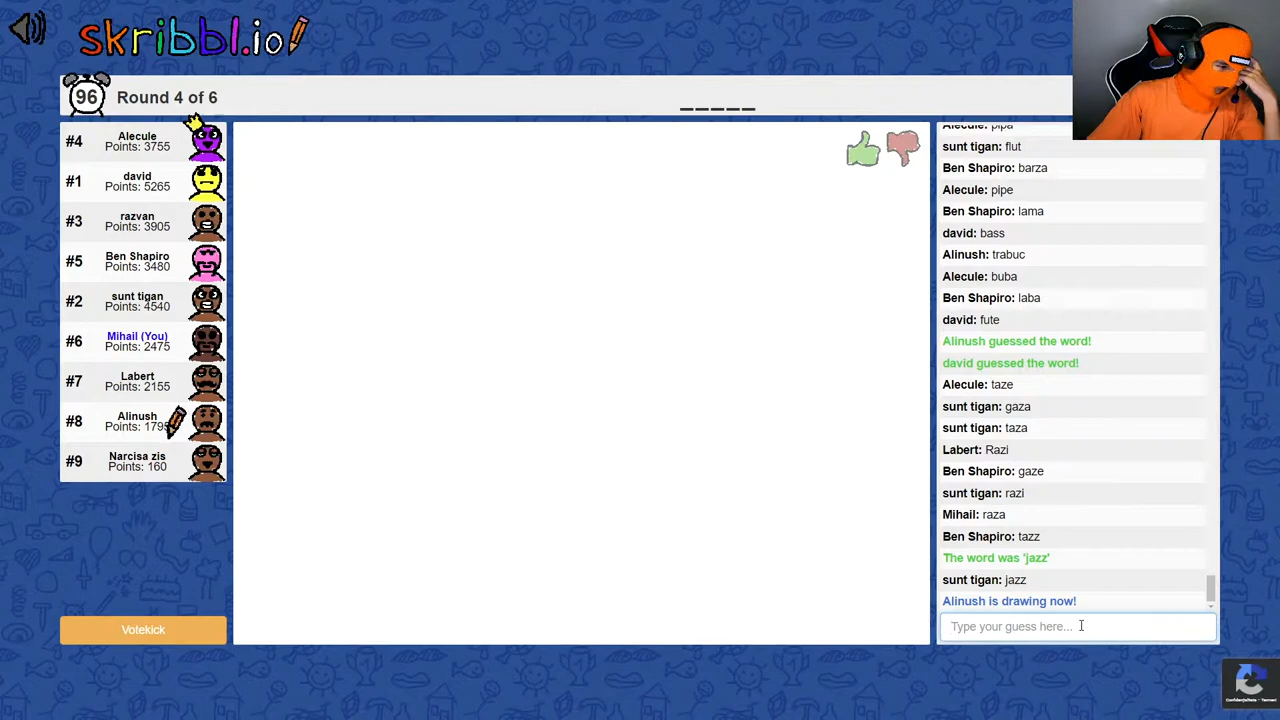 skribbl.io
96
Round 4 of 6
_____
#4
Alecule
Points: 3755
#1
david
Points: 5265
#3
razvan
Points: 3905
#5
Ben Shapiro
Points: 3480
#2
sunt tigan
Points: 4540
#6
Mihail (You)
Points: 2475
#7
Labert
Points: 2155
#8
Alinush
Points: 1795
#9
Narcisa zis
Points: 160
Votekick
Alecule: pipa
sunt tigan: flut
Ben Shapiro: barza
Alecule: pipe
Ben Shapiro: lama
david: bass
Alinush: trabuc
Alecule: buba
Ben Shapiro: laba
david: fute
Alinush guessed the word!
david guessed the word!
Alecule: taze
sunt tigan: gaza
sunt tigan: taza
Labert: Razi
Ben Shapiro: gaze
sunt tigan: razi
Mihail: raza
Ben Shapiro: tazz
The word was 'jazz'
sunt tigan: jazz
Alinush is drawing now!
Type your guess here...